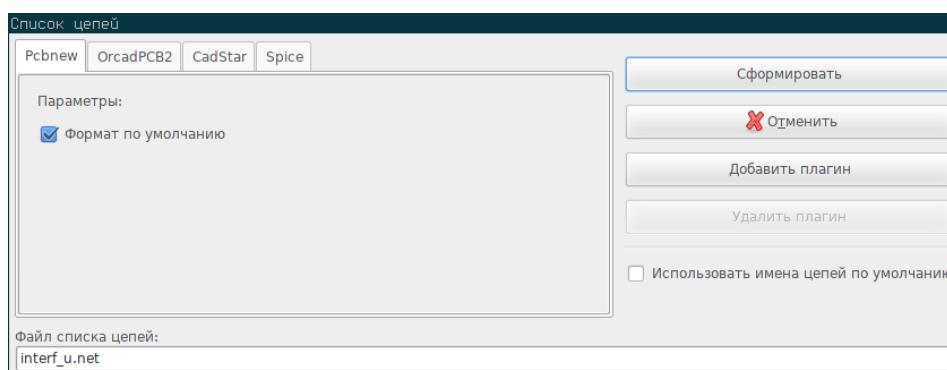 Список цепей
Pcbnew OrcadPCB2 CadStar Spice
Параметры:
Формат по умолчанию
Сформировать
Отменить
Добавить плагин
Удалить плагин
Использовать имена цепей по умолчанию
Файл списка цепей:
interf_u.net